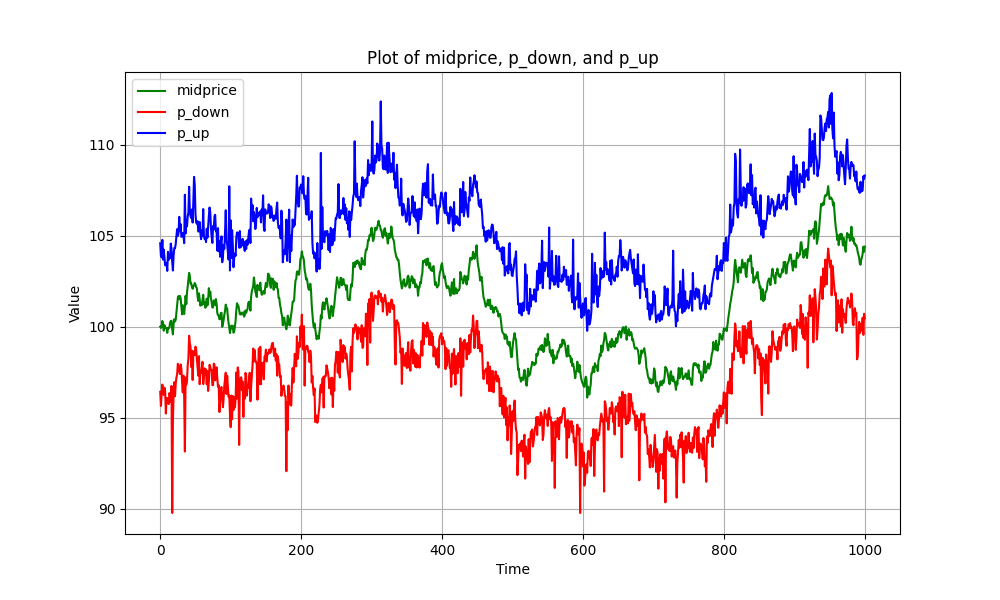 Plot of midprice, p_down, and p_up
midprice
p_down
p_up
110
105
100
95
90
Value
0 200 400 600 800 1000
Time